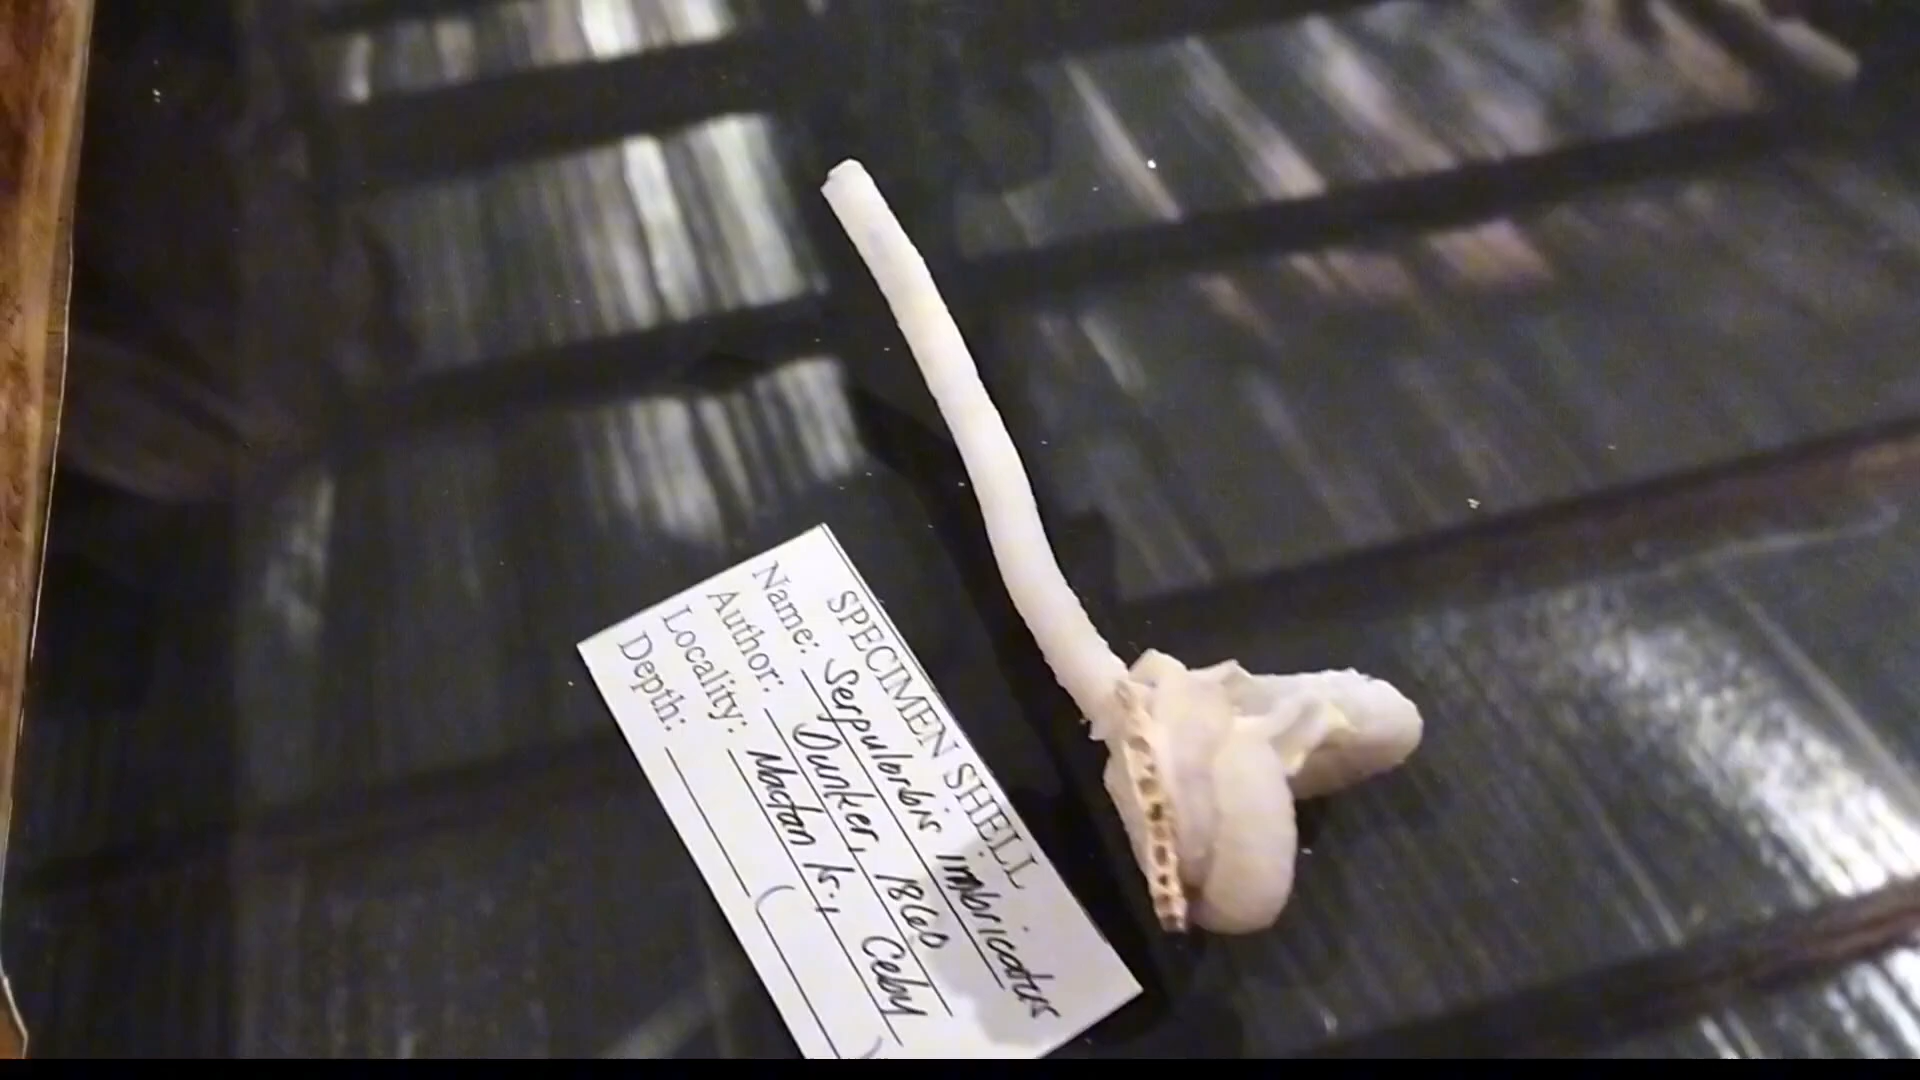 SPECIMEN SHELL
Name: Serpulorbis imbricatus
Author: Dunker, 1860
Locality: Mactan Is., Cebu
Depth: ( )